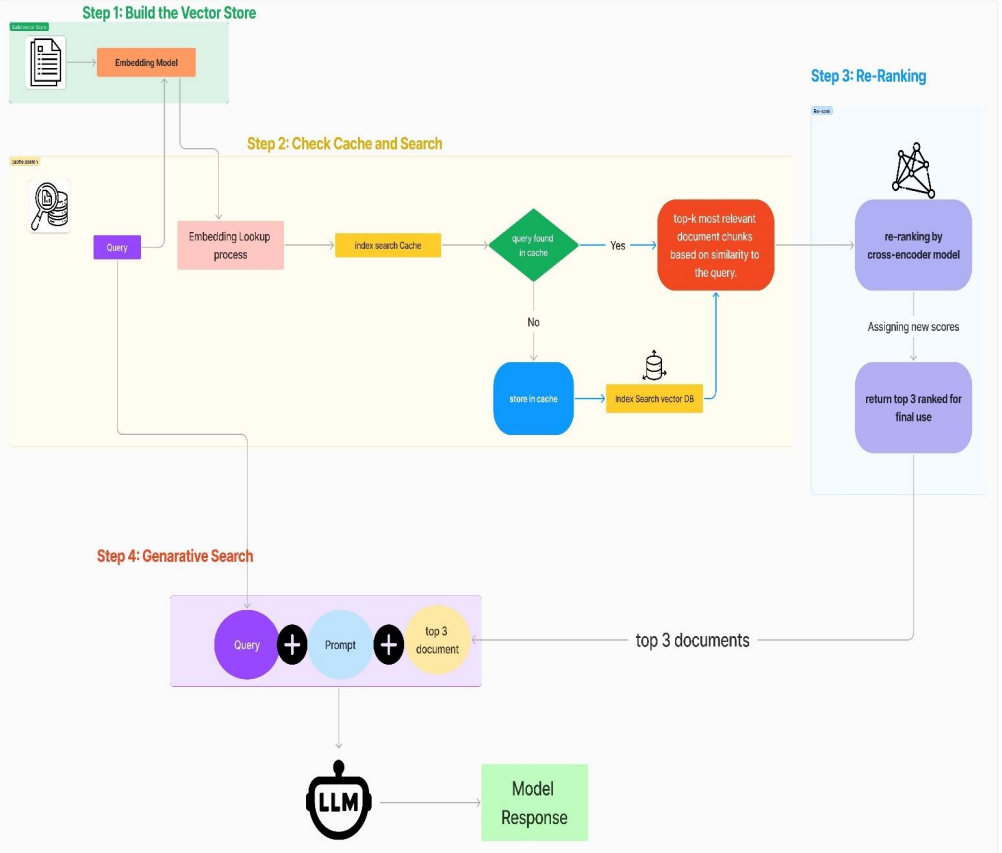 Step 1: Build the Vector Store
Build vector Store
Embedding Model
Step 2: Check Cache and Search
cache search
Query
Embedding Lookup
process
index search Cache
query found
in cache
Yes
No
top-k most relevant
document chunks
based on similarity to
the query.
store in cache
Index Search vector DB
Step 3: Re-Ranking
Re-rank
re-ranking by
cross-encoder model
Assigning new scores
return top 3 ranked for
final use
Step 4: Genarative Search
Query
+
Prompt
+
top 3
document
top 3 documents
LLM
Model
Response